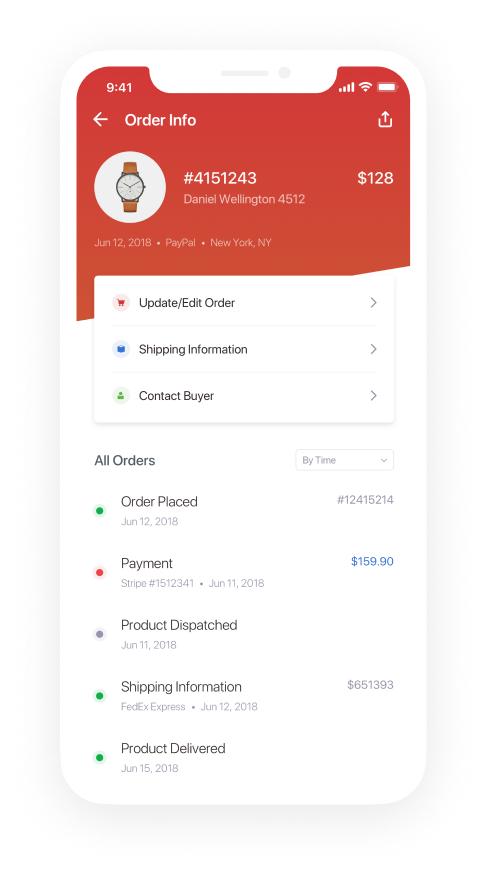 9:41
Order Info
#4151243 $128
Daniel Wellington 4512
Jun 12, 2018 • PayPal • New York, NY
Update/Edit Order
Shipping Information
Contact Buyer
All Orders By Time
Order Placed #12415214
Jun 12, 2018
Payment $159.90
Stripe #1512341 • Jun 11, 2018
Product Dispatched
Jun 11, 2018
Shipping Information $651393
FedEx Express • Jun 12, 2018
Product Delivered
Jun 15, 2018